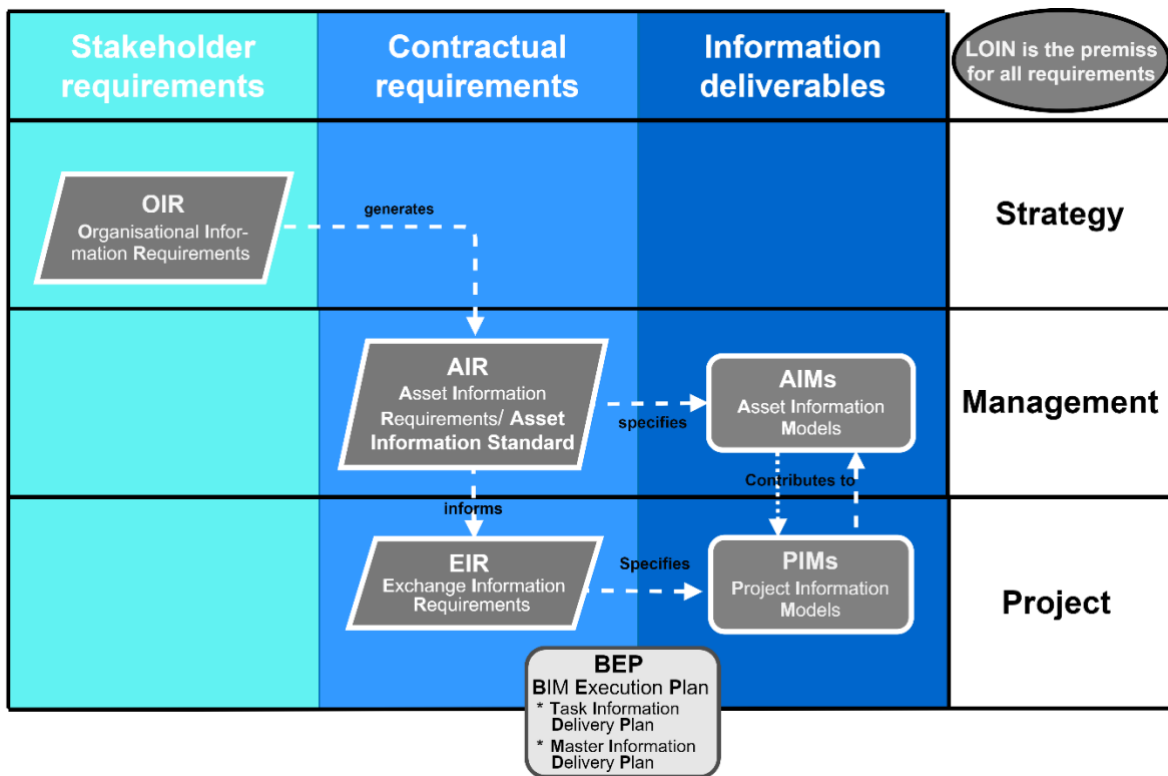 Stakeholder
requirements
Contractual
requirements
Information
deliverables
LOIN is the premiss
for all requirements
OIR
Organisational Infor-
mation Requirements
generates
Strategy
AIR
Asset Information
Requirements/ Asset
Information Standard
specifies
AIMs
Asset Information
Models
Management
informs
Contributes to
EIR
Exchange Information
Requirements
Specifies
PIMs
Project Information
Models
Project
BEP
BIM Execution Plan
* Task Information
Delivery Plan
* Master Information
Delivery Plan